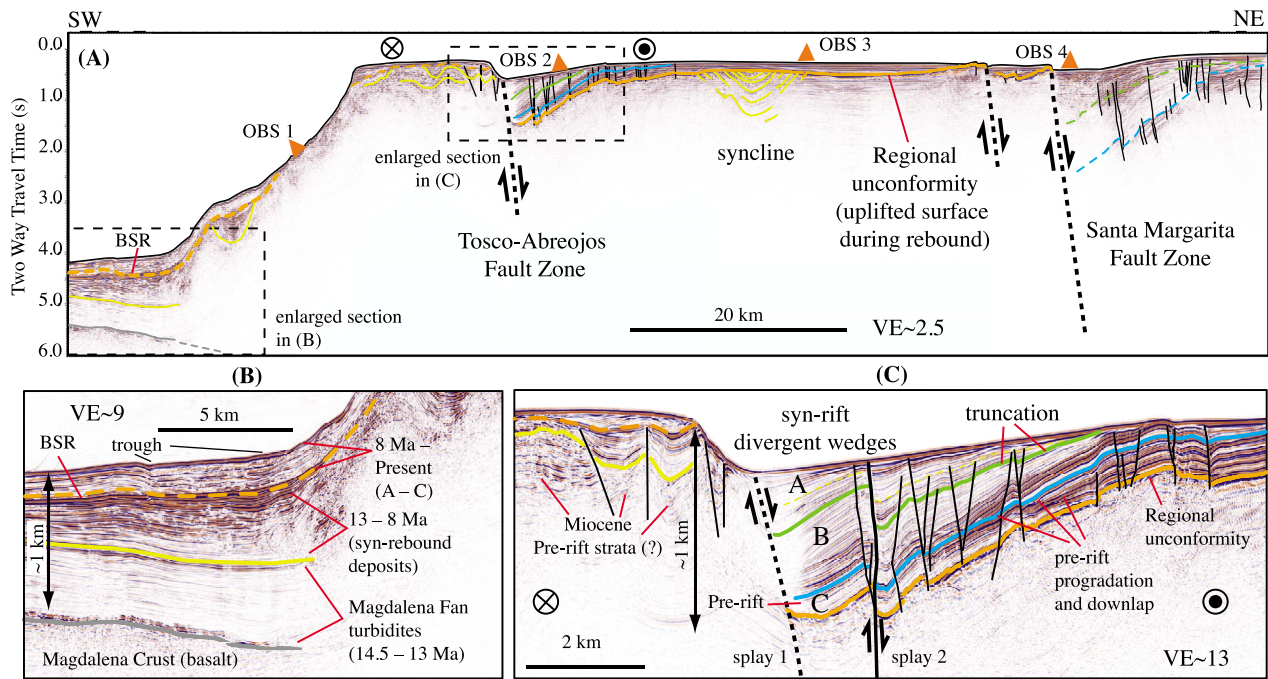 SW
NE
(A)
Two Way Travel Time (s)
0.0
1.0
2.0
3.0
4.0
5.0
6.0
OBS 1
OBS 2
OBS 3
OBS 4
BSR
enlarged section
in (B)
enlarged section
in (C)
Tosco-Abreojos
Fault Zone
syncline
Regional
unconformity
(uplifted surface
during rebound)
Santa Margarita
Fault Zone
20 km
VE~2.5
(B)
VE~9
5 km
BSR
trough
8 Ma –
Present
(A – C)
13 – 8 Ma
(syn-rebound
deposits)
~1 km
Magdalena Fan
turbidites
(14.5 – 13 Ma)
Magdalena Crust (basalt)
(C)
syn-rift
divergent wedges
truncation
A
B
C
Miocene
Pre-rift strata (?)
~1 km
Pre-rift
Regional
unconformity
pre-rift
progradation
and downlap
2 km
splay 1
splay 2
VE~13